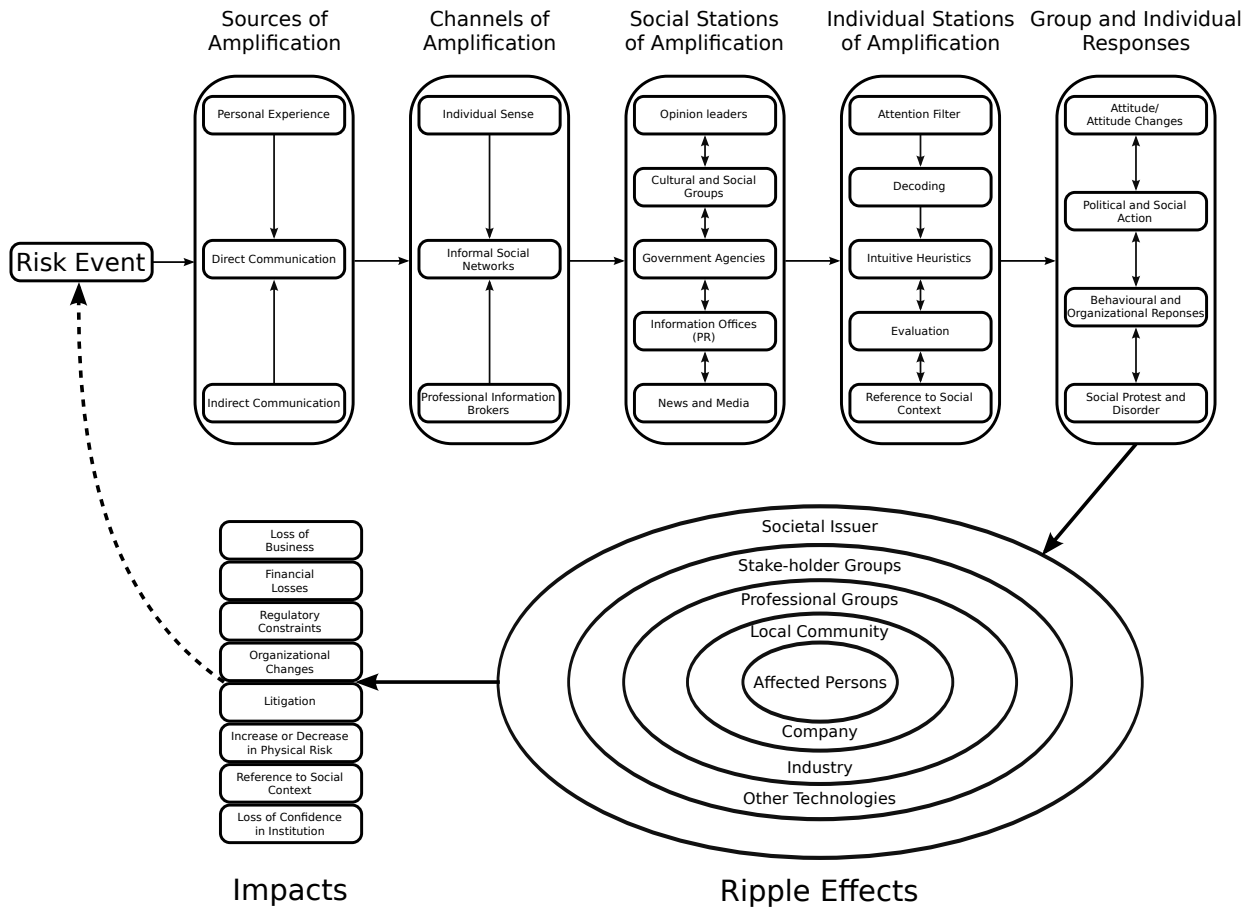 Sources of
Amplification
Channels of
Amplification
Social Stations
of Amplification
Individual Stations
of Amplification
Group and Individual
Responses
Risk Event
Personal Experience
Direct Communication
Indirect Communication
Individual Sense
Informal Social
Networks
Professional Information
Brokers
Opinion leaders
Cultural and Social
Groups
Government Agencies
Information Offices
(PR)
News and Media
Attention Filter
Decoding
Intuitive Heuristics
Evaluation
Reference to Social
Context
Attitude/
Attitude Changes
Political and Social
Action
Behavioural and
Organizational Reponses
Social Protest and
Disorder
Loss of
Business
Financial
Losses
Regulatory
Constraints
Organizational
Changes
Litigation
Increase or Decrease
in Physical Risk
Reference to Social
Context
Loss of Confidence
in Institution
Impacts
Societal Issuer
Stake-holder Groups
Professional Groups
Local Community
Affected Persons
Company
Industry
Other Technologies
Ripple Effects